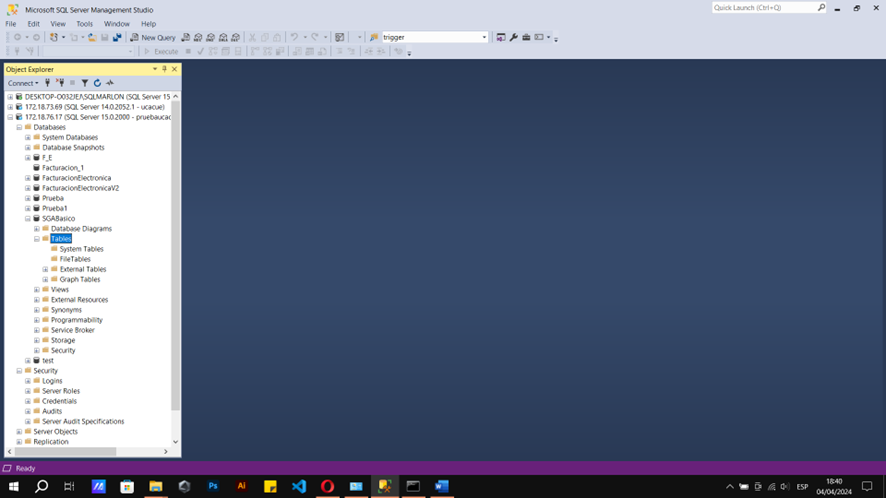 Microsoft SQL Server Management Studio
Quick Launch (Ctrl+Q)
File Edit View Tools Window Help
New Query
trigger
Execute
Object Explorer
Connect
DESKTOP-O032JEJ\SQLMARLON (SQL Server 15
172.18.73.69 (SQL Server 14.0.2052.1 - ucacue)
172.18.76.17 (SQL Server 15.0.2000 - pruebaucac
Databases
System Databases
Database Snapshots
F_E
Facturacion_1
FacturacionElectronica
FacturacionElectronicaV2
Prueba
Prueba1
SGABasico
Database Diagrams
Tables
System Tables
FileTables
External Tables
Graph Tables
Views
External Resources
Synonyms
Programmability
Service Broker
Storage
Security
test
Security
Logins
Server Roles
Credentials
Audits
Server Audit Specifications
Server Objects
Replication
Ready
Ps
Ai
ESP
18:40
04/04/2024